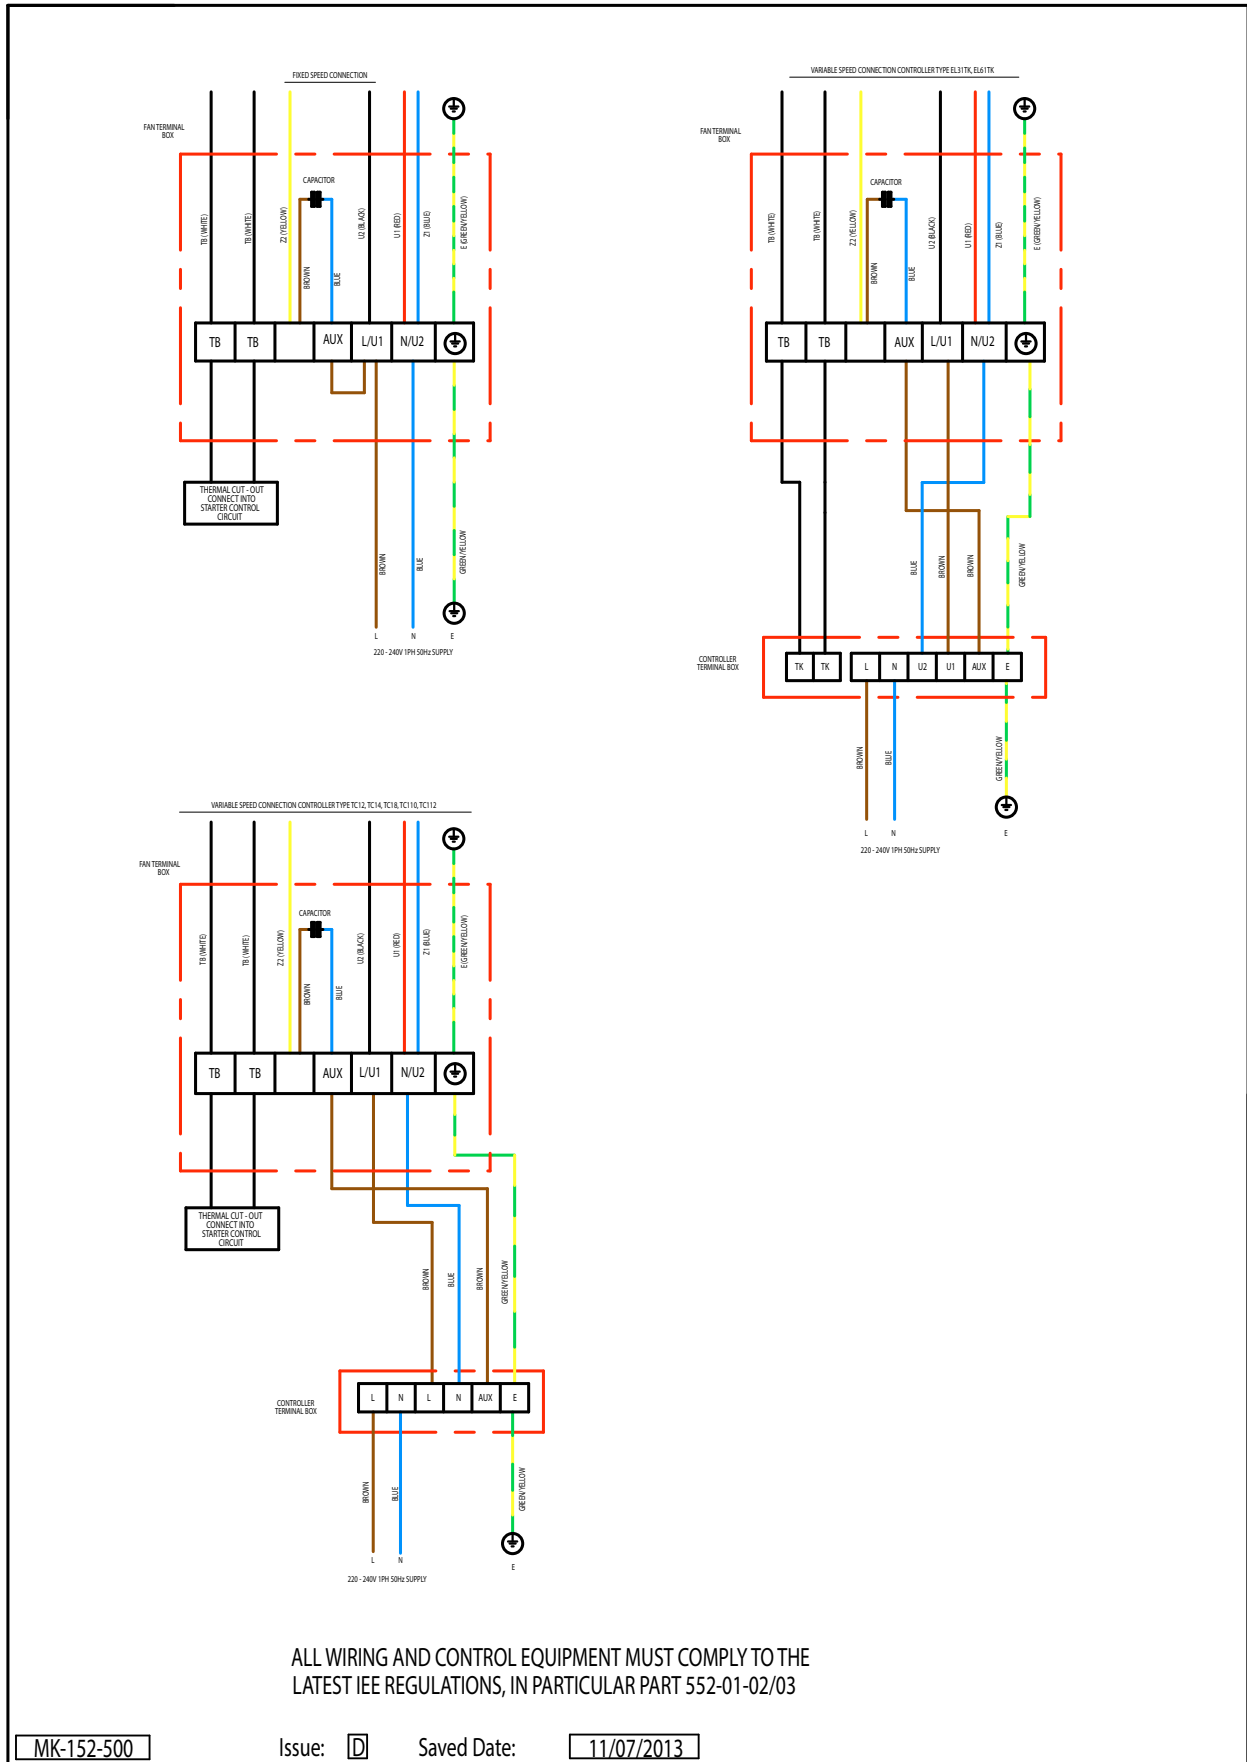 FIXED SPEED CONNECTION
FAN TERMINAL
BOX
CAPACITOR
TB (WHITE)
TB (WHITE)
Z2 (YELLOW)
BROWN
BLUE
U2 (BLACK)
U1 (RED)
Z1 (BLUE)
E (GREEN/YELLOW)
TB
TB
AUX
L/U1
N/U2
THERMAL CUT - OUT
CONNECT INTO
STARTER CONTROL
CIRCUIT
BROWN
BLUE
GREEN/YELLOW
L
N
E
220 - 240V 1PH 50Hz SUPPLY
VARIABLE SPEED CONNECTION CONTROLLER TYPE EL31TK, EL61TK
FAN TERMINAL
BOX
CAPACITOR
TB (WHITE)
TB (WHITE)
Z2 (YELLOW)
BROWN
BLUE
U2 (BLACK)
U1 (RED)
Z1 (BLUE)
E (GREEN/YELLOW)
TB
TB
AUX
L/U1
N/U2
BLUE
BROWN
BROWN
GREEN/YELLOW
CONTROLLER
TERMINAL BOX
TK
TK
L
N
U2
U1
AUX
E
BROWN
BLUE
GREEN/YELLOW
L
N
E
220 - 240V 1PH 50Hz SUPPLY
VARIABLE SPEED CONNECTION CONTROLLER TYPE TC12, TC14, TC18, TC110, TC112
FAN TERMINAL
BOX
CAPACITOR
TB (WHITE)
TB (WHITE)
Z2 (YELLOW)
BROWN
BLUE
U2 (BLACK)
U1 (RED)
Z1 (BLUE)
E (GREEN/YELLOW)
TB
TB
AUX
L/U1
N/U2
THERMAL CUT - OUT
CONNECT INTO
STARTER CONTROL
CIRCUIT
BROWN
BLUE
BROWN
GREEN/YELLOW
CONTROLLER
TERMINAL BOX
L
N
L
N
AUX
E
BROWN
BLUE
GREEN/YELLOW
L
N
E
220 - 240V 1PH 50Hz SUPPLY
ALL WIRING AND CONTROL EQUIPMENT MUST COMPLY TO THE
LATEST IEE REGULATIONS, IN PARTICULAR PART 552-01-02/03
MK-152-500
Issue: D
Saved Date: 11/07/2013